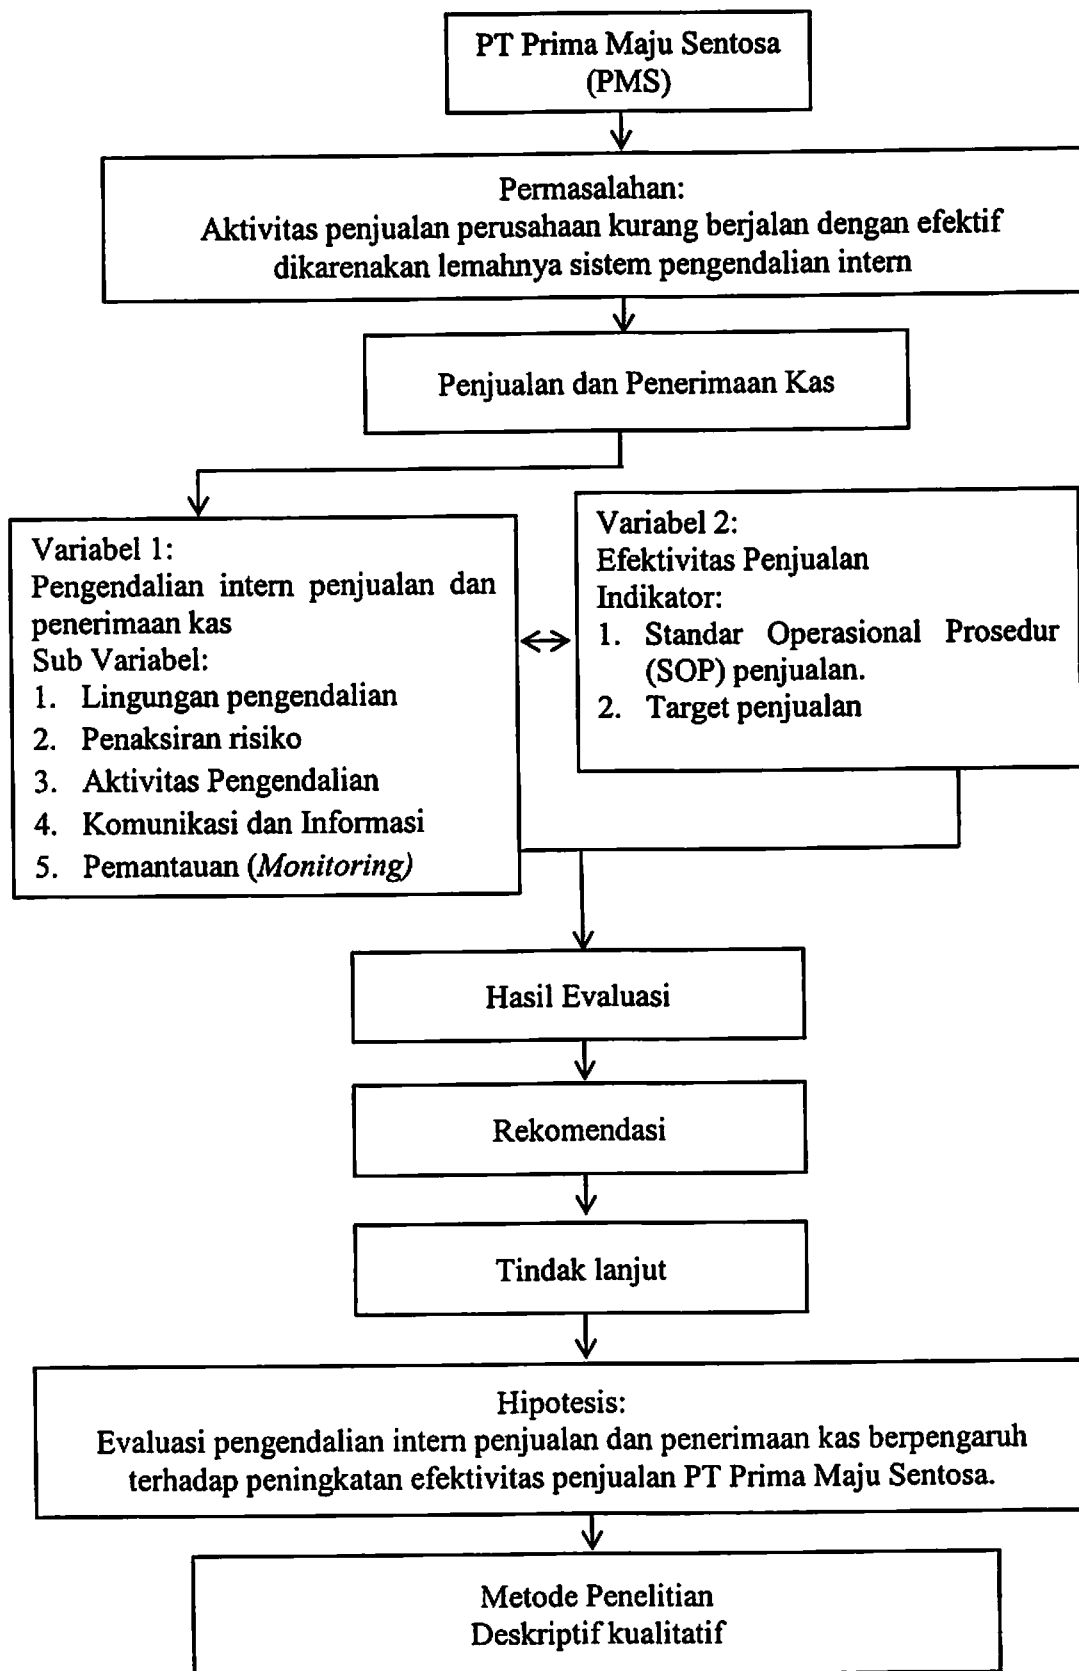 PT Prima Maju Sentosa
(PMS)
Permasalahan:
Aktivitas penjualan perusahaan kurang berjalan dengan efektif
dikarenakan lemahnya sistem pengendalian intern
Penjualan dan Penerimaan Kas
Variabel 1:
Pengendalian intern penjualan dan
penerimaan kas
Sub Variabel:
1. Lingungan pengendalian
2. Penaksiran risiko
3. Aktivitas Pengendalian
4. Komunikasi dan Informasi
5. Pemantauan (Monitoring)
Variabel 2:
Efektivitas Penjualan
Indikator:
1. Standar Operasional Prosedur
(SOP) penjualan.
2. Target penjualan
Hasil Evaluasi
Rekomendasi
Tindak lanjut
Hipotesis:
Evaluasi pengendalian intern penjualan dan penerimaan kas berpengaruh
terhadap peningkatan efektivitas penjualan PT Prima Maju Sentosa.
Metode Penelitian
Deskriptif kualitatif